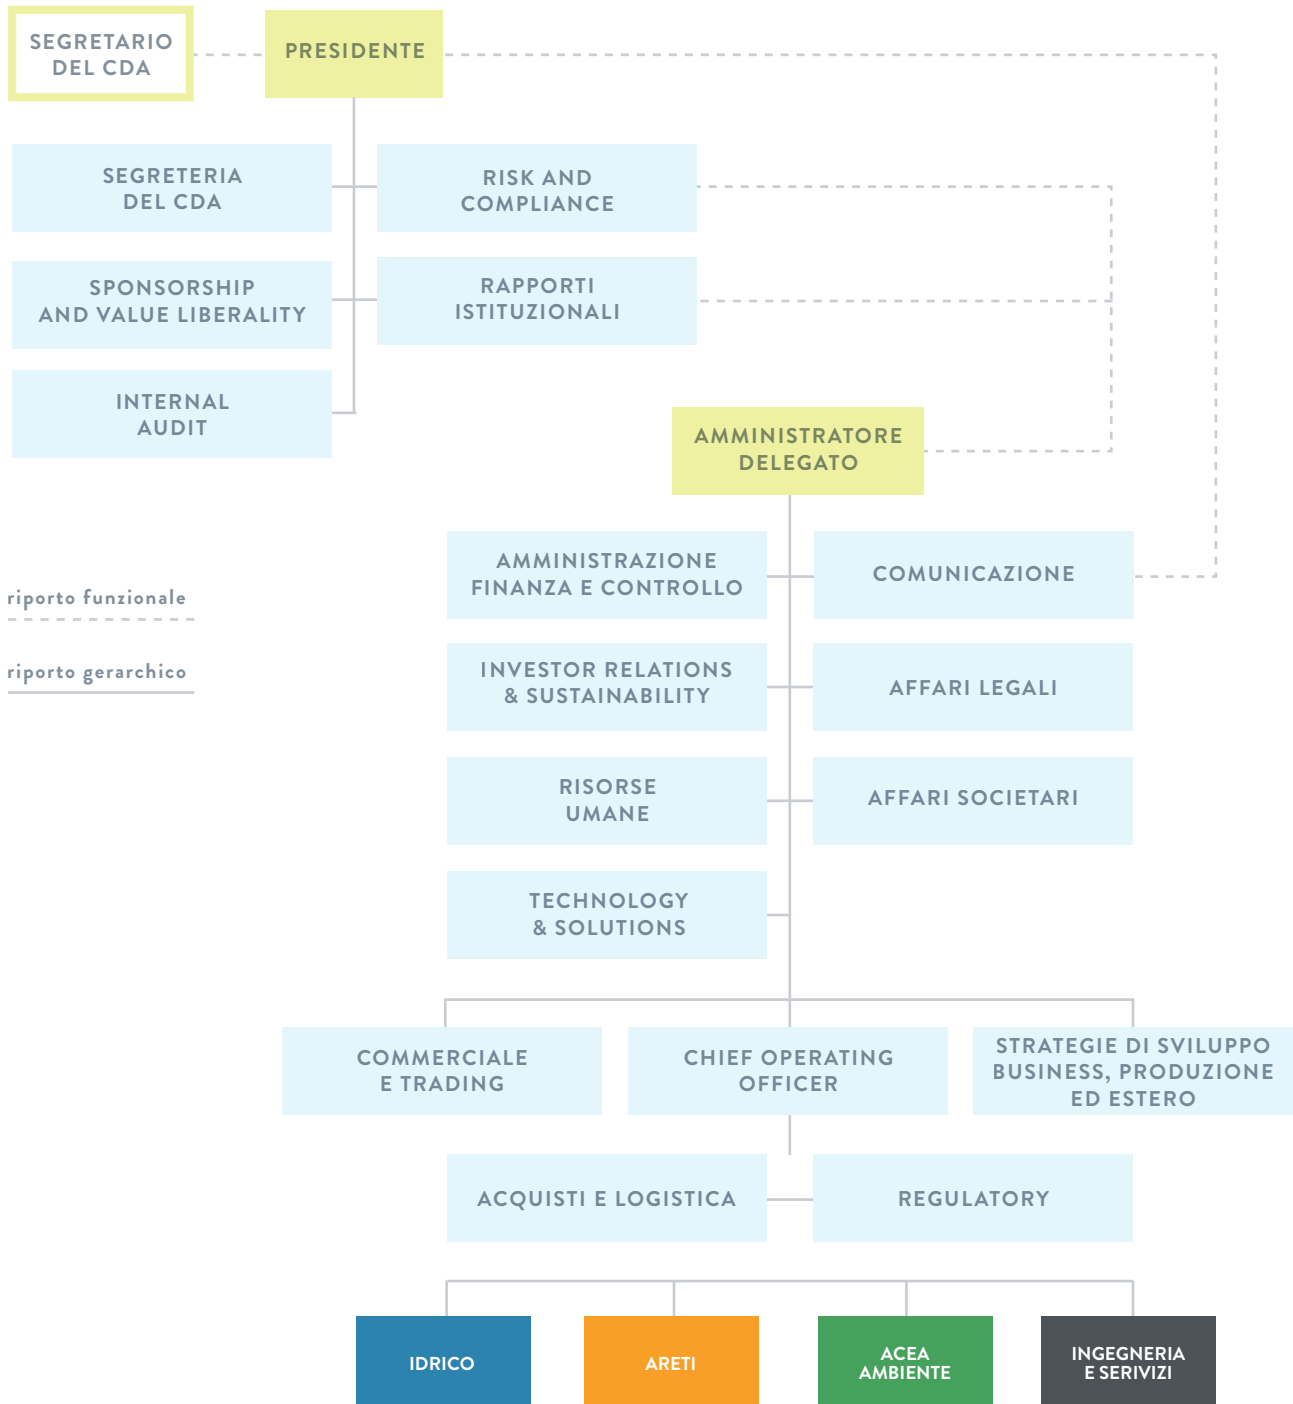 SEGRETARIO
DEL CDA
PRESIDENTE
SEGRETERIA
DEL CDA
RISK AND
COMPLIANCE
SPONSORSHIP
AND VALUE LIBERALITY
RAPPORTI
ISTITUZIONALI
INTERNAL
AUDIT
AMMINISTRATORE
DELEGATO
riporto funzionale
riporto gerarchico
AMMINISTRAZIONE
FINANZA E CONTROLLO
COMUNICAZIONE
INVESTOR RELATIONS
& SUSTAINABILITY
AFFARI LEGALI
RISORSE
UMANE
AFFARI SOCIETARI
TECHNOLOGY
& SOLUTIONS
COMMERCIALE
E TRADING
CHIEF OPERATING
OFFICER
STRATEGIE DI SVILUPPO
BUSINESS, PRODUZIONE
ED ESTERO
ACQUISTI E LOGISTICA
REGULATORY
IDRICO
ARETI
ACEA
AMBIENTE
INGEGNERIA
E SERIVIZI